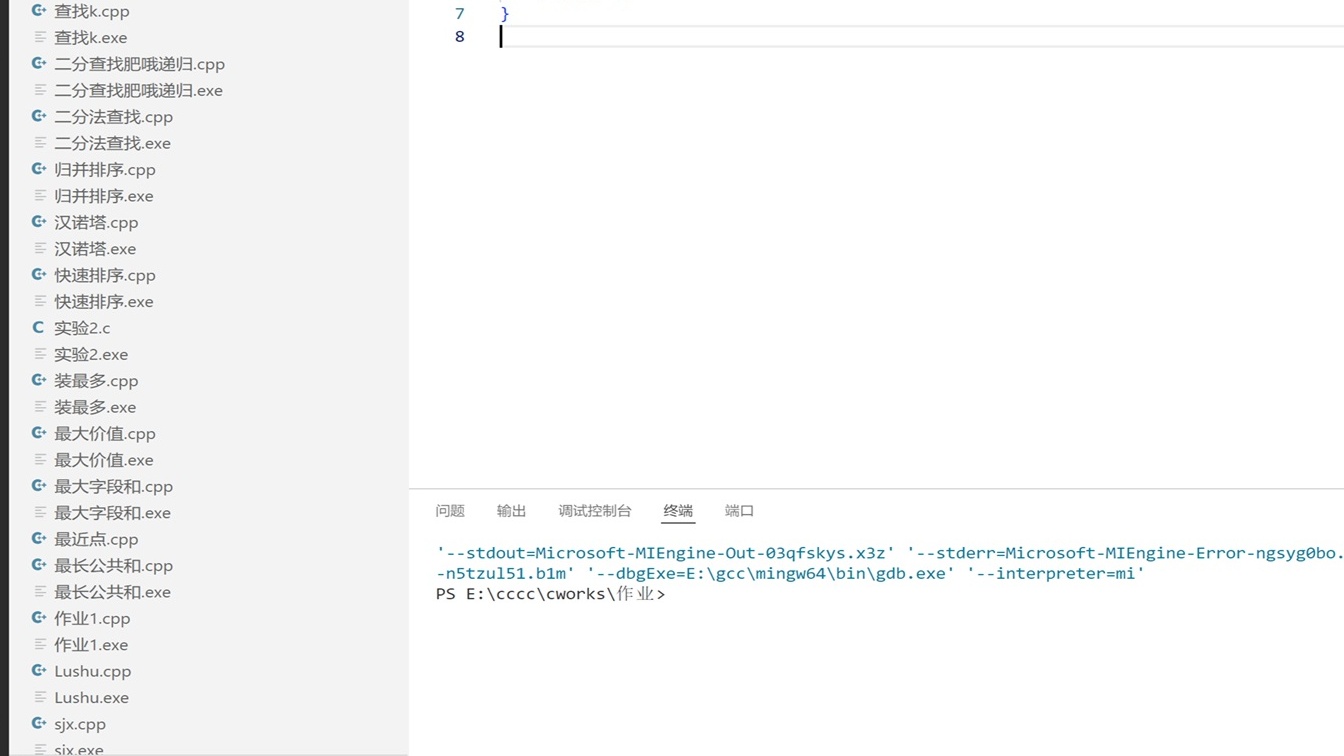 查找k.cpp
查找k.exe
二分查找肥哦递归.cpp
二分查找肥哦递归.exe
二分法查找.cpp
二分法查找.exe
归并排序.cpp
归并排序.exe
汉诺塔.cpp
汉诺塔.exe
快速排序.cpp
快速排序.exe
实验2.c
实验2.exe
装最多.cpp
装最多.exe
最大价值.cpp
最大价值.exe
最大字段和.cpp
最大字段和.exe
最近点.cpp
最长公共和.cpp
最长公共和.exe
作业1.cpp
作业1.exe
Lushu.cpp
Lushu.exe
sjx.cpp
sjx.exe
7 }
8
问题 输出 调试控制台 终端 端口
'--stdout=Microsoft-MIEngine-Out-03qfskys.x3z' '--stderr=Microsoft-MIEngine-Error-ngsyg0bo.
-n5tzul51.b1m' '--dbgExe=E:\gcc\mingw64\bin\gdb.exe' '--interpreter=mi'
PS E:\cccc\cworks\作业>